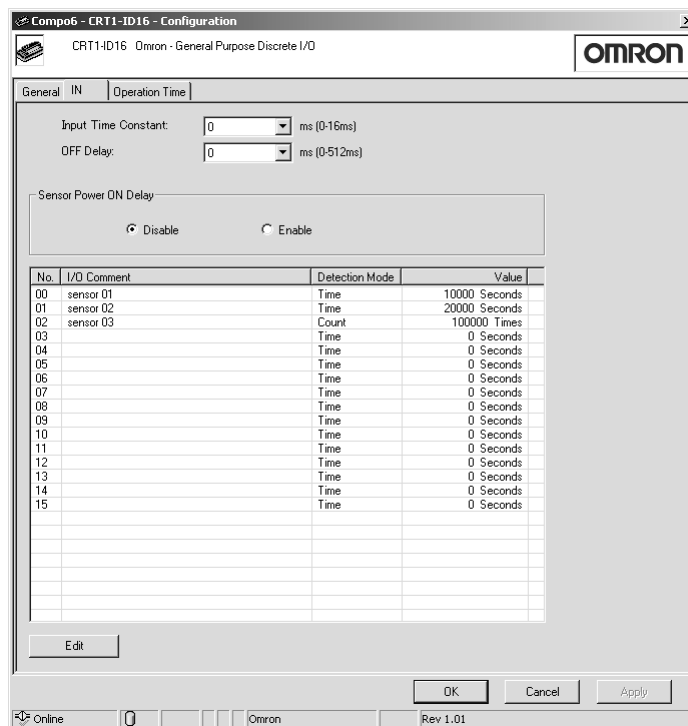 Compo6 - CRT1-ID16 - Configuration
CRT1-ID16 Omron - General Purpose Discrete I/O
OMRON
General IN Operation Time
Input Time Constant: 0 ms (0-16ms)
OFF Delay: 0 ms (0-512ms)
Sensor Power ON Delay
Disable Enable
No. I/O Comment Detection Mode Value
00 sensor 01 Time 10000 Seconds
01 sensor 02 Time 20000 Seconds
02 sensor 03 Count 100000 Times
03 Time 0 Seconds
04 Time 0 Seconds
05 Time 0 Seconds
06 Time 0 Seconds
07 Time 0 Seconds
08 Time 0 Seconds
09 Time 0 Seconds
10 Time 0 Seconds
11 Time 0 Seconds
12 Time 0 Seconds
13 Time 0 Seconds
14 Time 0 Seconds
15 Time 0 Seconds
Edit
OK Cancel Apply
Online Omron Rev 1.01